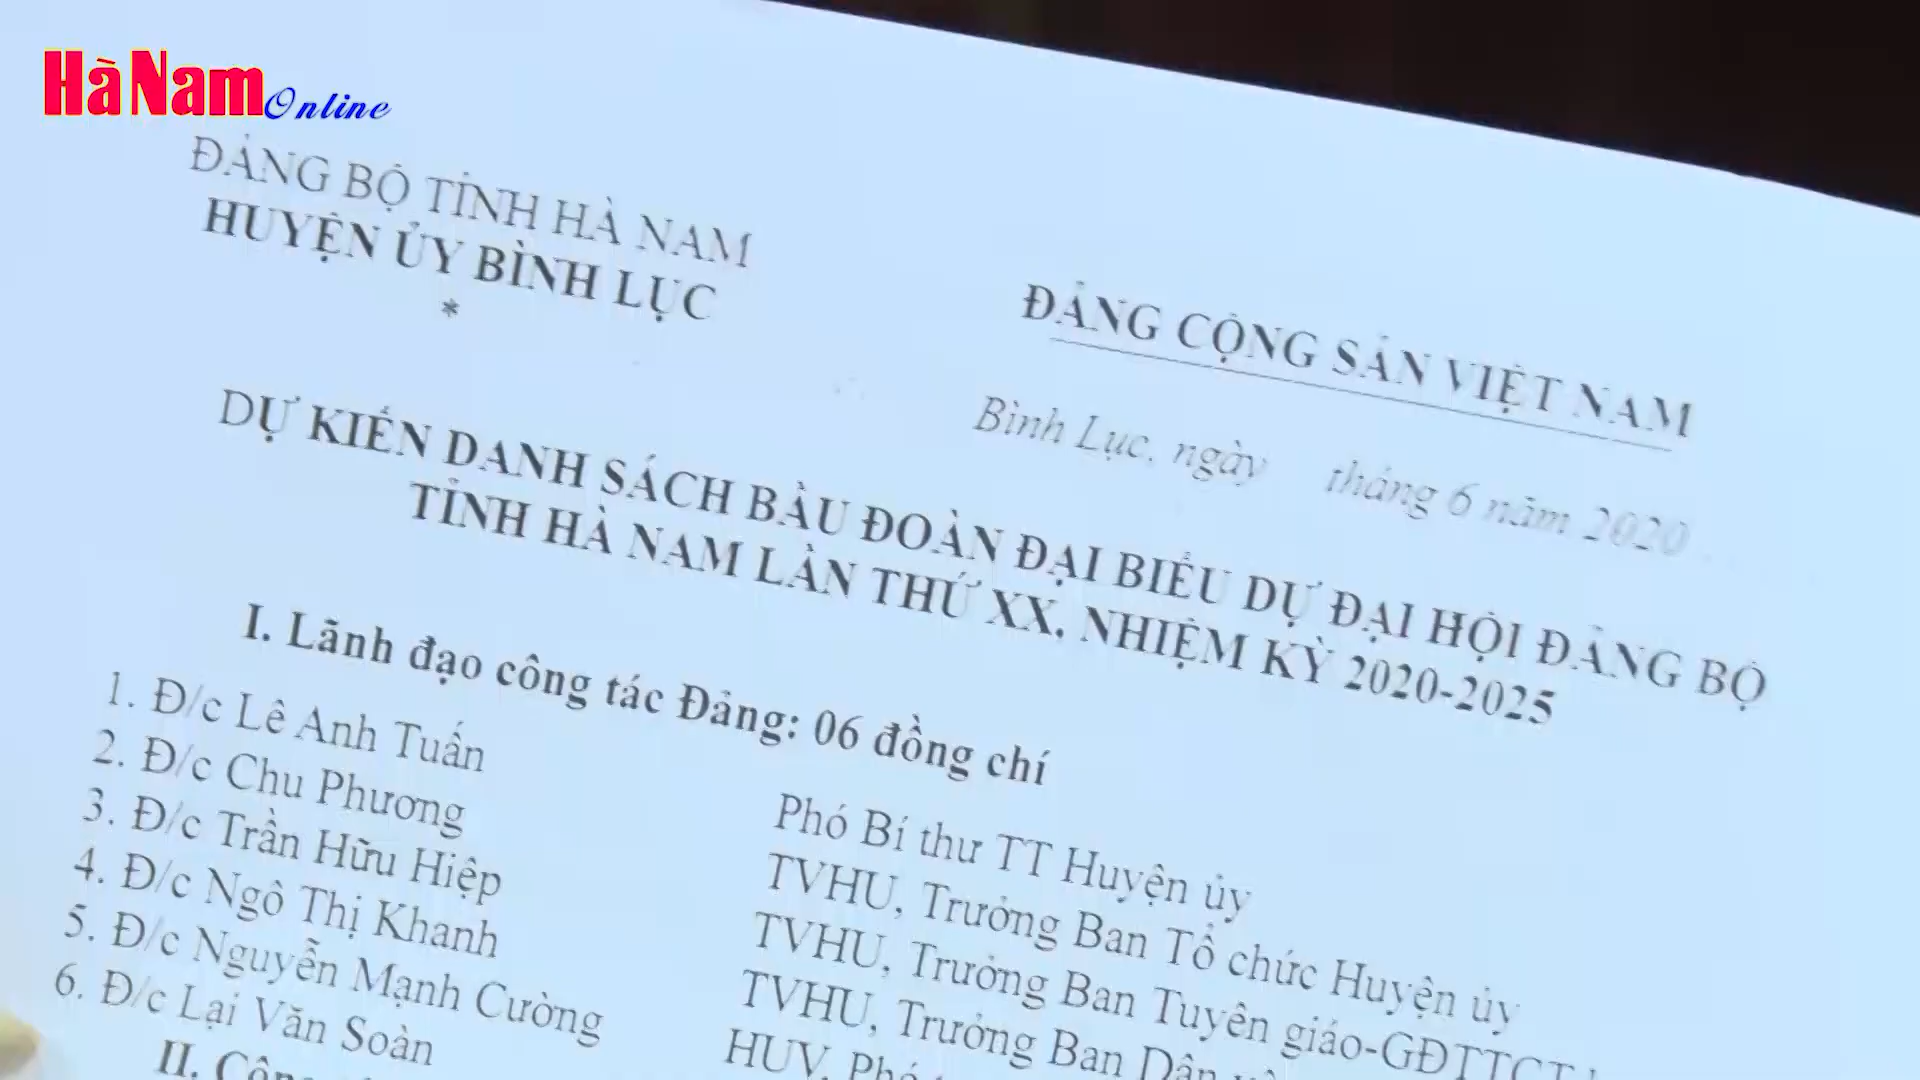 Hà Nam Online
ĐẢNG BỘ TỈNH HÀ NAM
HUYỆN ỦY BÌNH LỤC
*
ĐẢNG CỘNG SẢN VIỆT NAM
Bình Lục, ngày tháng 6 năm 2020
DỰ KIẾN DANH SÁCH BẦU ĐOÀN ĐẠI BIỂU DỰ ĐẠI HỘI ĐẢNG BỘ
TỈNH HÀ NAM LẦN THỨ XX, NHIỆM KỲ 2020-2025
I. Lãnh đạo công tác Đảng: 06 đồng chí
1. Đ/c Lê Anh Tuấn
2. Đ/c Chu Phương
3. Đ/c Trần Hữu Hiệp
4. Đ/c Ngô Thị Khanh
5. Đ/c Nguyễn Mạnh Cường
6. Đ/c Lại Văn Soàn
Phó Bí thư TT Huyện ủy
TVHU, Trưởng Ban Tổ chức Huyện ủy
TVHU, Trưởng Ban Tuyên giáo-GĐTTCT
TVHU, Trưởng Ban Dân
HUV, Phó
II.